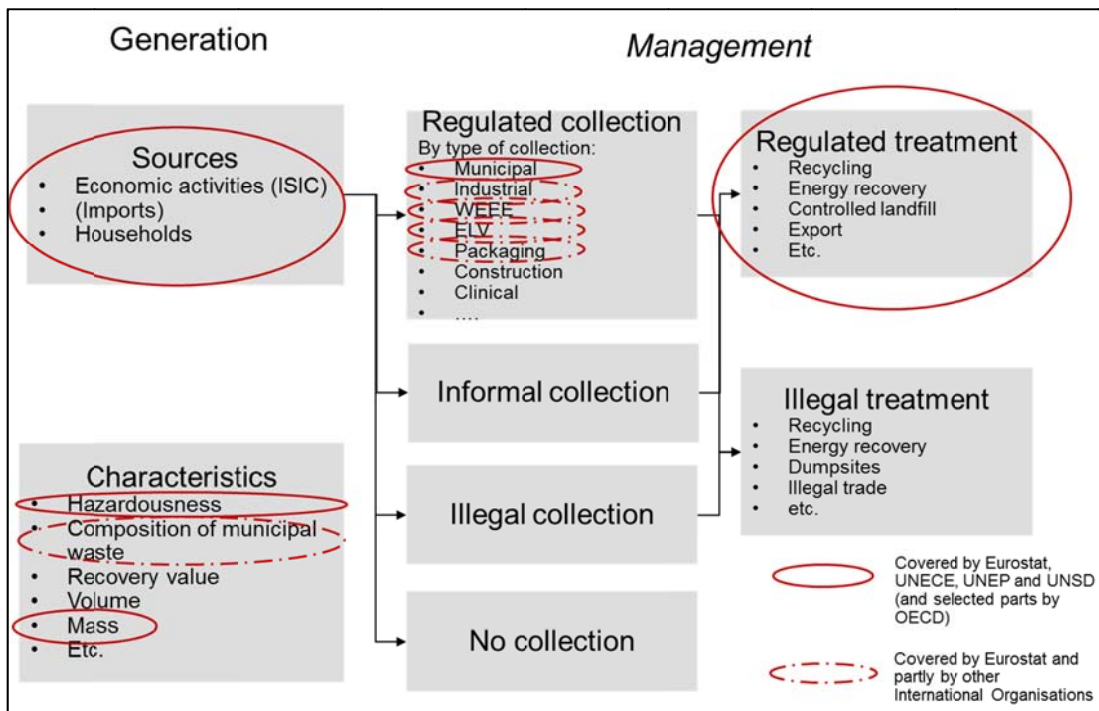 Generation
Management
Sources
• Economic activities (ISIC)
• (Imports)
• Households
Characteristics
• Hazardousness
• Composition of municipal
waste
• Recovery value
• Volume
• Mass
• Etc.
Regulated collection
By type of collection:
• Municipal
• Industrial
• WEEE
• ELV
• Packaging
• Construction
• Clinical
• ....
Informal collection
Illegal collection
No collection
Regulated treatment
• Recycling
• Energy recovery
• Controlled landfill
• Export
• Etc.
Illegal treatment
• Recycling
• Energy recovery
• Dumpsites
• Illegal trade
• etc.
Covered by Eurostat,
UNECE, UNEP and UNSD
(and selected parts by
OECD)
Covered by Eurostat and
partly by other
International Organisations